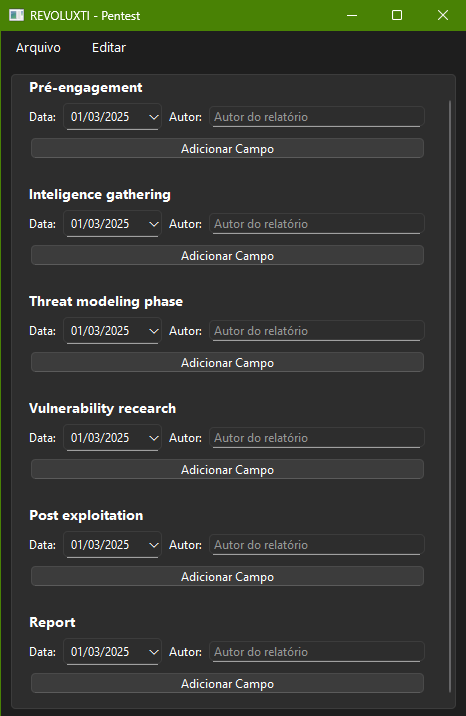 REVOLUXTI - Pentest
Arquivo Editar
Pré-engagement
Data: 01/03/2025 Autor: Autor do relatório
Adicionar Campo
Inteligence gathering
Data: 01/03/2025 Autor: Autor do relatório
Adicionar Campo
Threat modeling phase
Data: 01/03/2025 Autor: Autor do relatório
Adicionar Campo
Vulnerability recearch
Data: 01/03/2025 Autor: Autor do relatório
Adicionar Campo
Post exploitation
Data: 01/03/2025 Autor: Autor do relatório
Adicionar Campo
Report
Data: 01/03/2025 Autor: Autor do relatório
Adicionar Campo